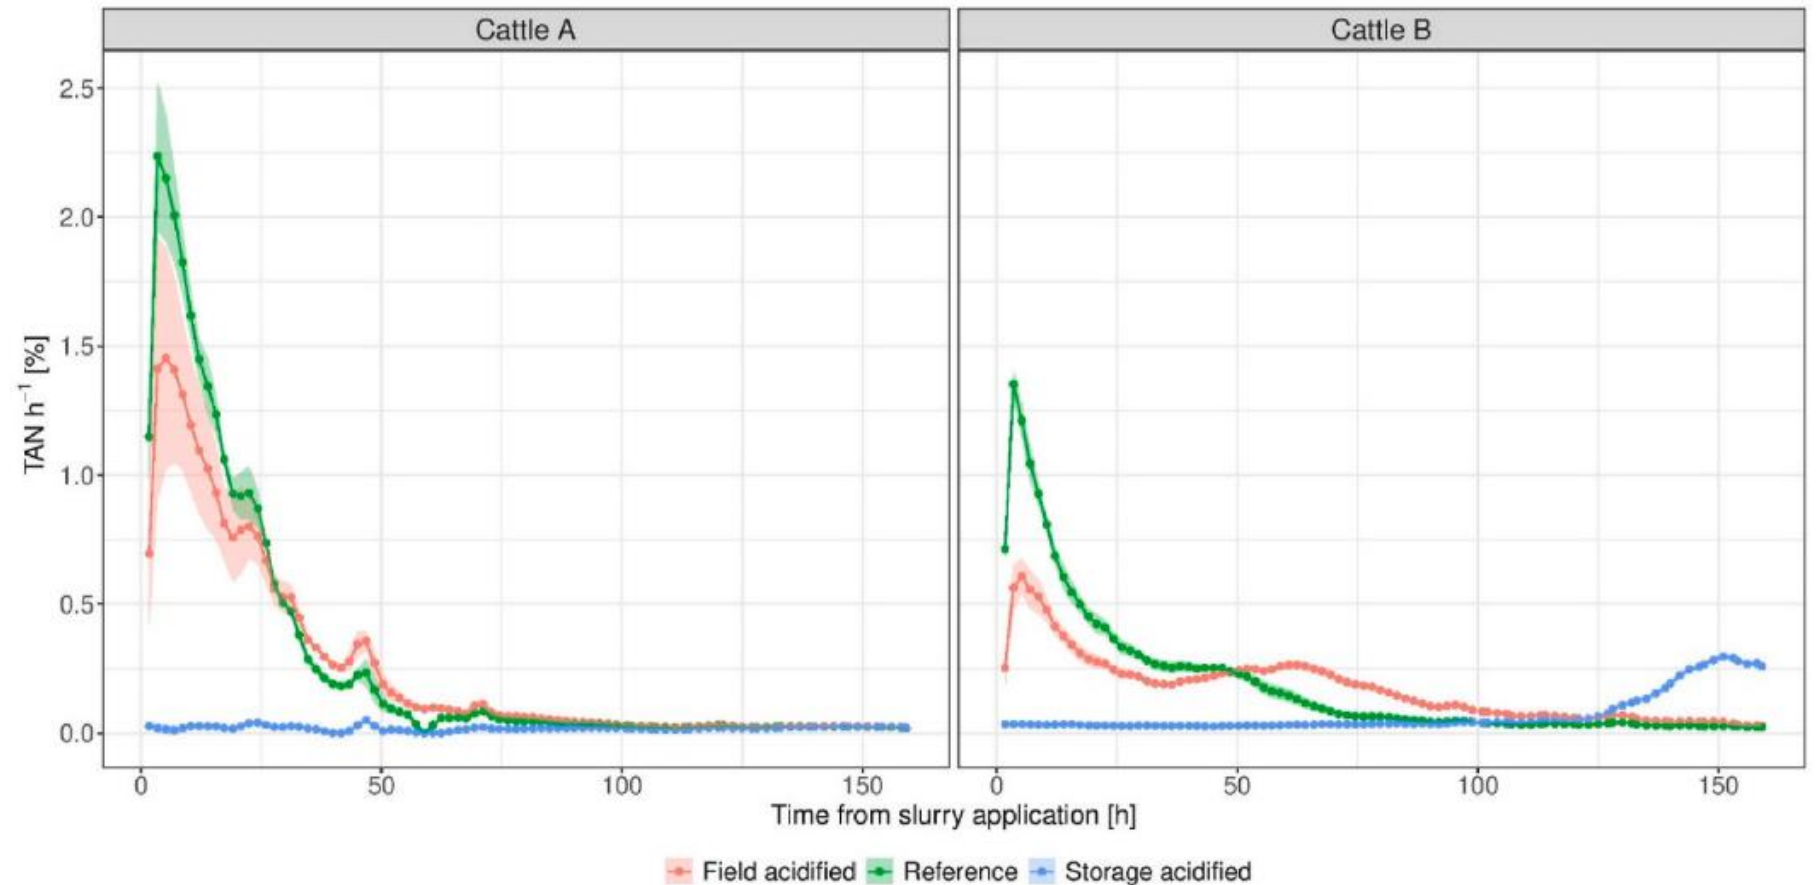 Cattle A
Cattle B
TAN h⁻¹ [%]
2.5
2.0
1.5
1.0
0.5
0.0
0 50 100 150
0 50 100 150
Time from slurry application [h]
Field acidified Reference Storage acidified